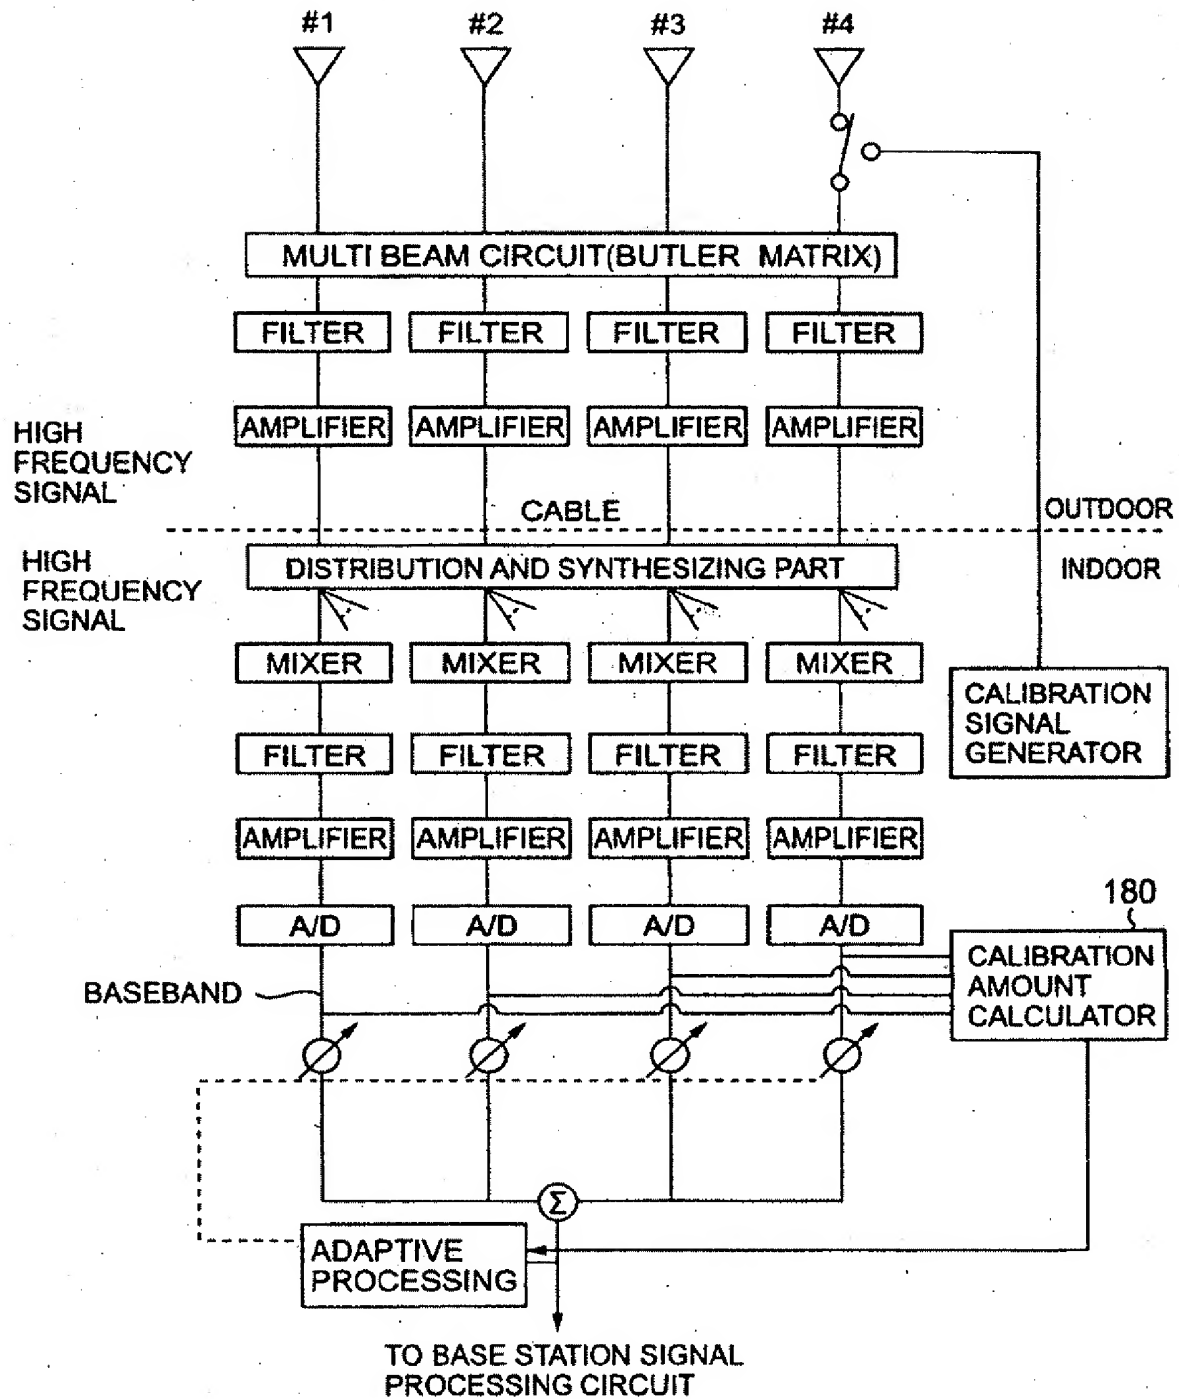 #1 #2 #3 #4
MULTI BEAM CIRCUIT(BUTLER MATRIX)
FILTER FILTER FILTER FILTER
AMPLIFIER AMPLIFIER AMPLIFIER AMPLIFIER
HIGH
FREQUENCY
SIGNAL
CABLE
OUTDOOR
HIGH
FREQUENCY
SIGNAL
DISTRIBUTION AND SYNTHESIZING PART
INDOOR
MIXER MIXER MIXER MIXER
CALIBRATION
SIGNAL
GENERATOR
FILTER FILTER FILTER FILTER
AMPLIFIER AMPLIFIER AMPLIFIER AMPLIFIER
180
A/D A/D A/D A/D
CALIBRATION
AMOUNT
CALCULATOR
BASEBAND
Σ
ADAPTIVE
PROCESSING
TO BASE STATION SIGNAL
PROCESSING CIRCUIT